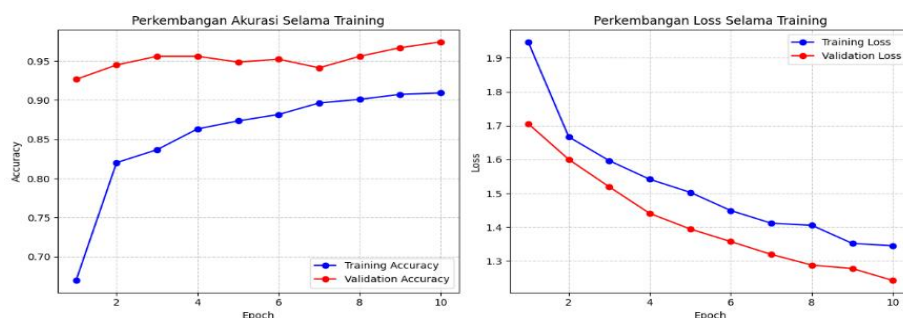 Perkembangan Akurasi Selama Training
0.95
0.90
0.85
0.80
0.75
0.70
Accuracy
Training Accuracy
Validation Accuracy
2
4
6
8
10
Epoch
Perkembangan Loss Selama Training
Training Loss
Validation Loss
1.9
1.8
1.7
1.6
1.5
1.4
1.3
Loss
2
4
6
8
10
Epoch